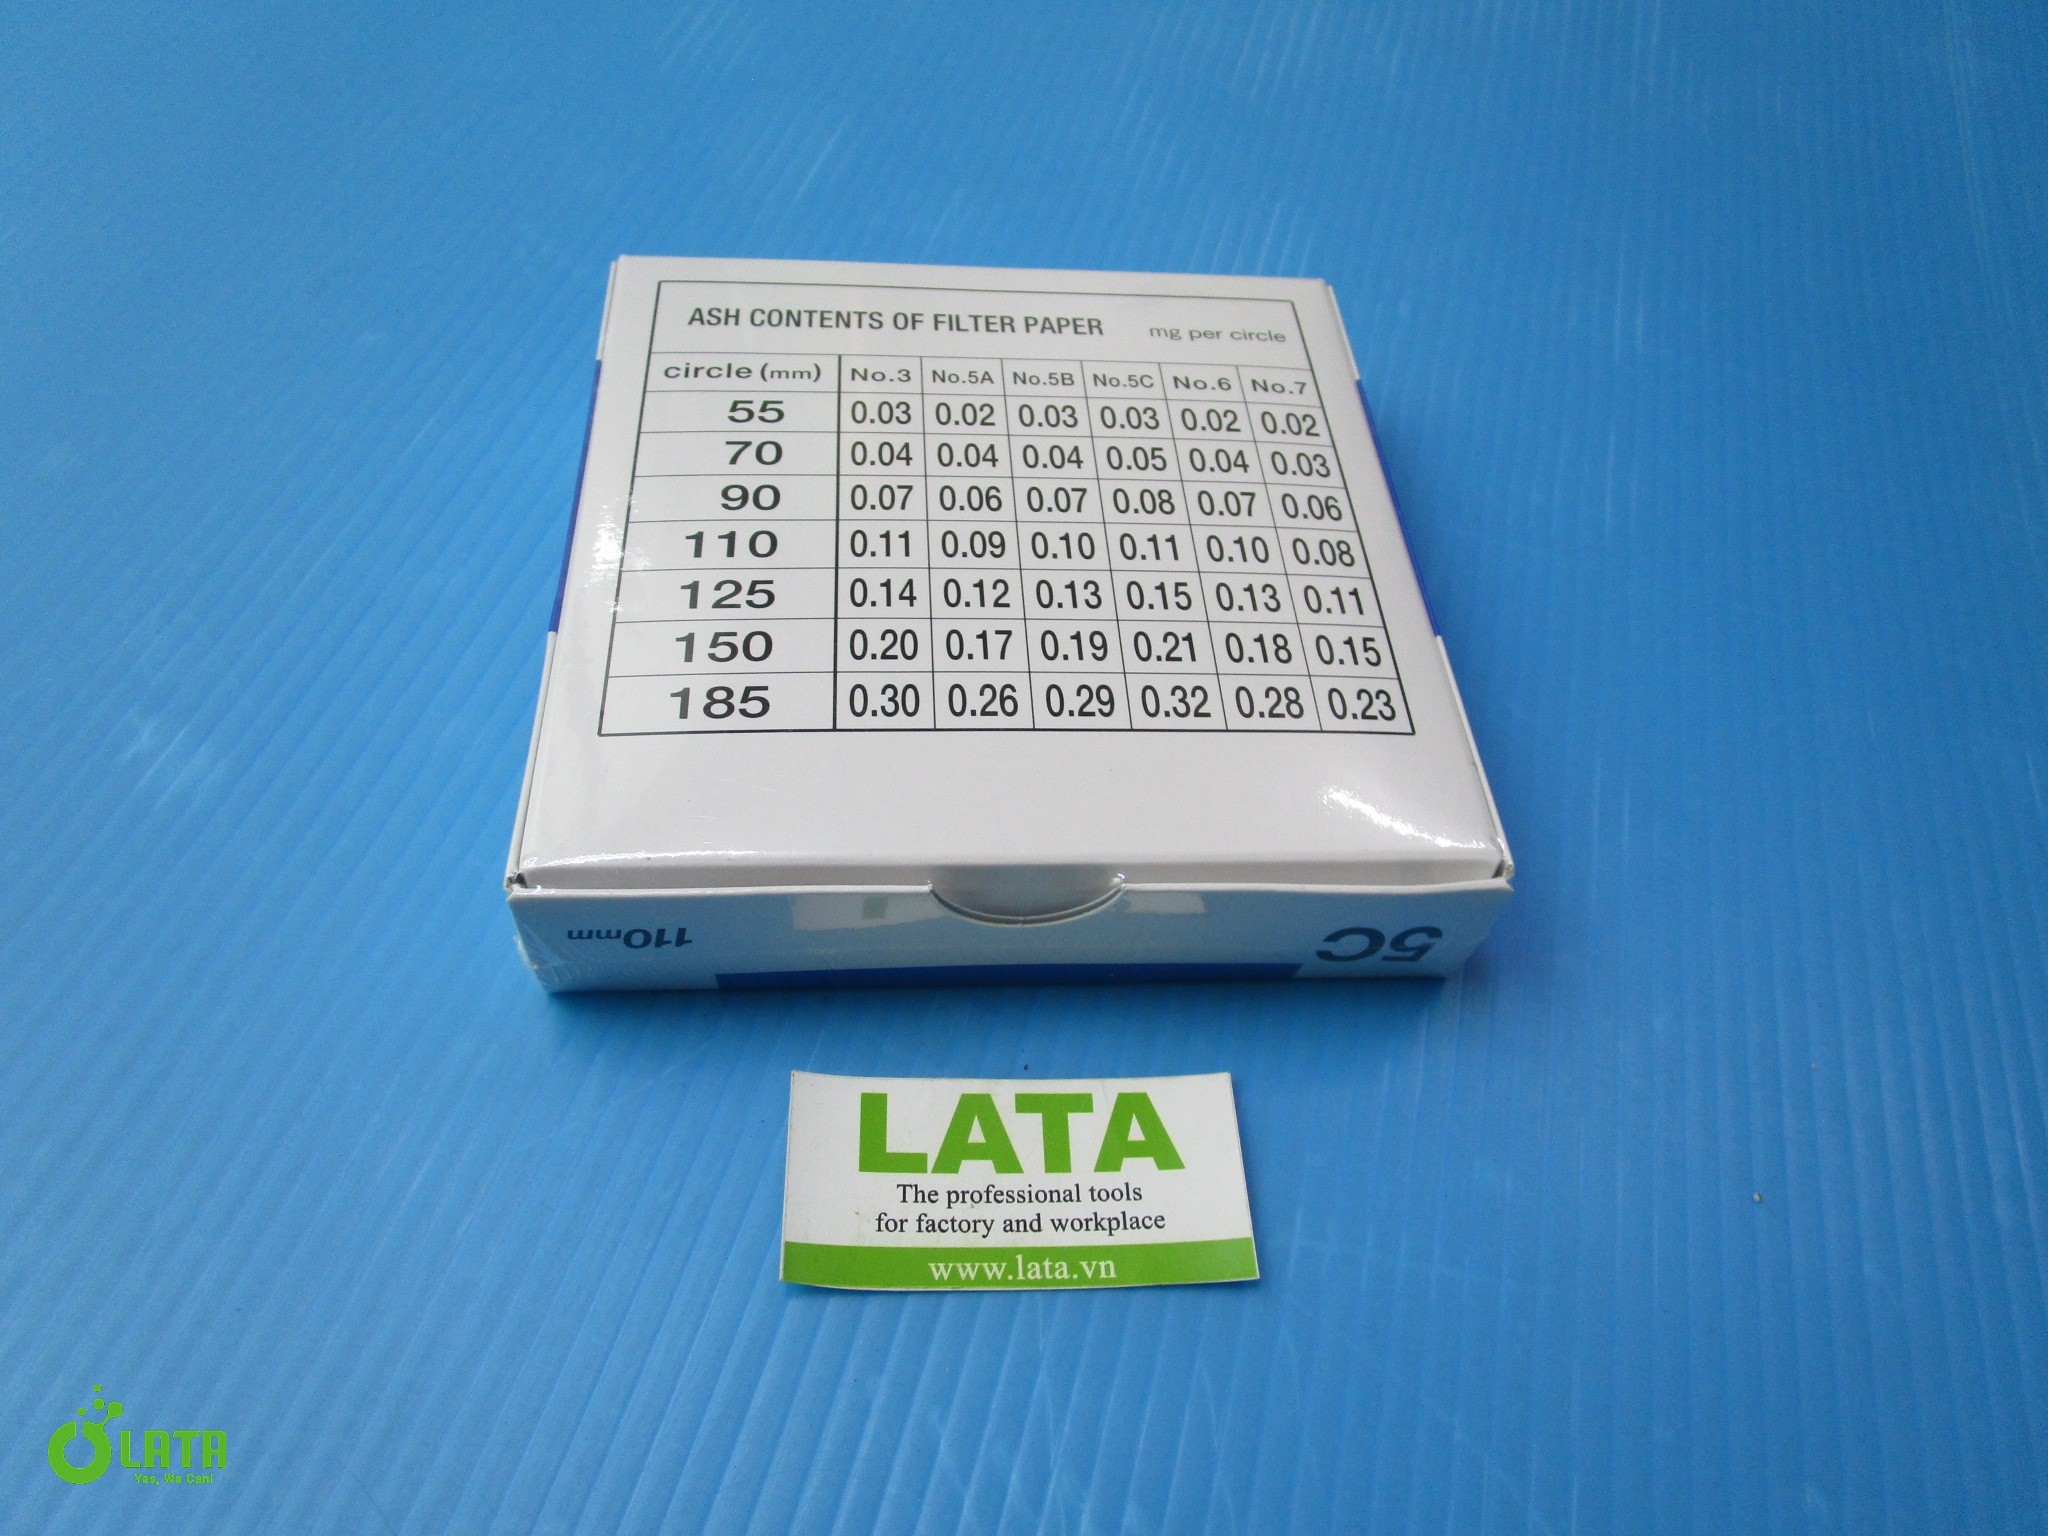 ASH CONTENTS OF FILTER PAPER mg per circle
circle (mm) No.3 No.5A No.5B No.5C No.6 No.7
55 0.03 0.02 0.03 0.03 0.02 0.02
70 0.04 0.04 0.04 0.05 0.04 0.03
90 0.07 0.06 0.07 0.08 0.07 0.06
110 0.11 0.09 0.10 0.11 0.10 0.08
125 0.14 0.12 0.13 0.15 0.13 0.11
150 0.20 0.17 0.19 0.21 0.18 0.15
185 0.30 0.26 0.29 0.32 0.28 0.23
5C 110mm
LATA
The professional tools
for factory and workplace
www.lata.vn
LATA
Yes, We Can!